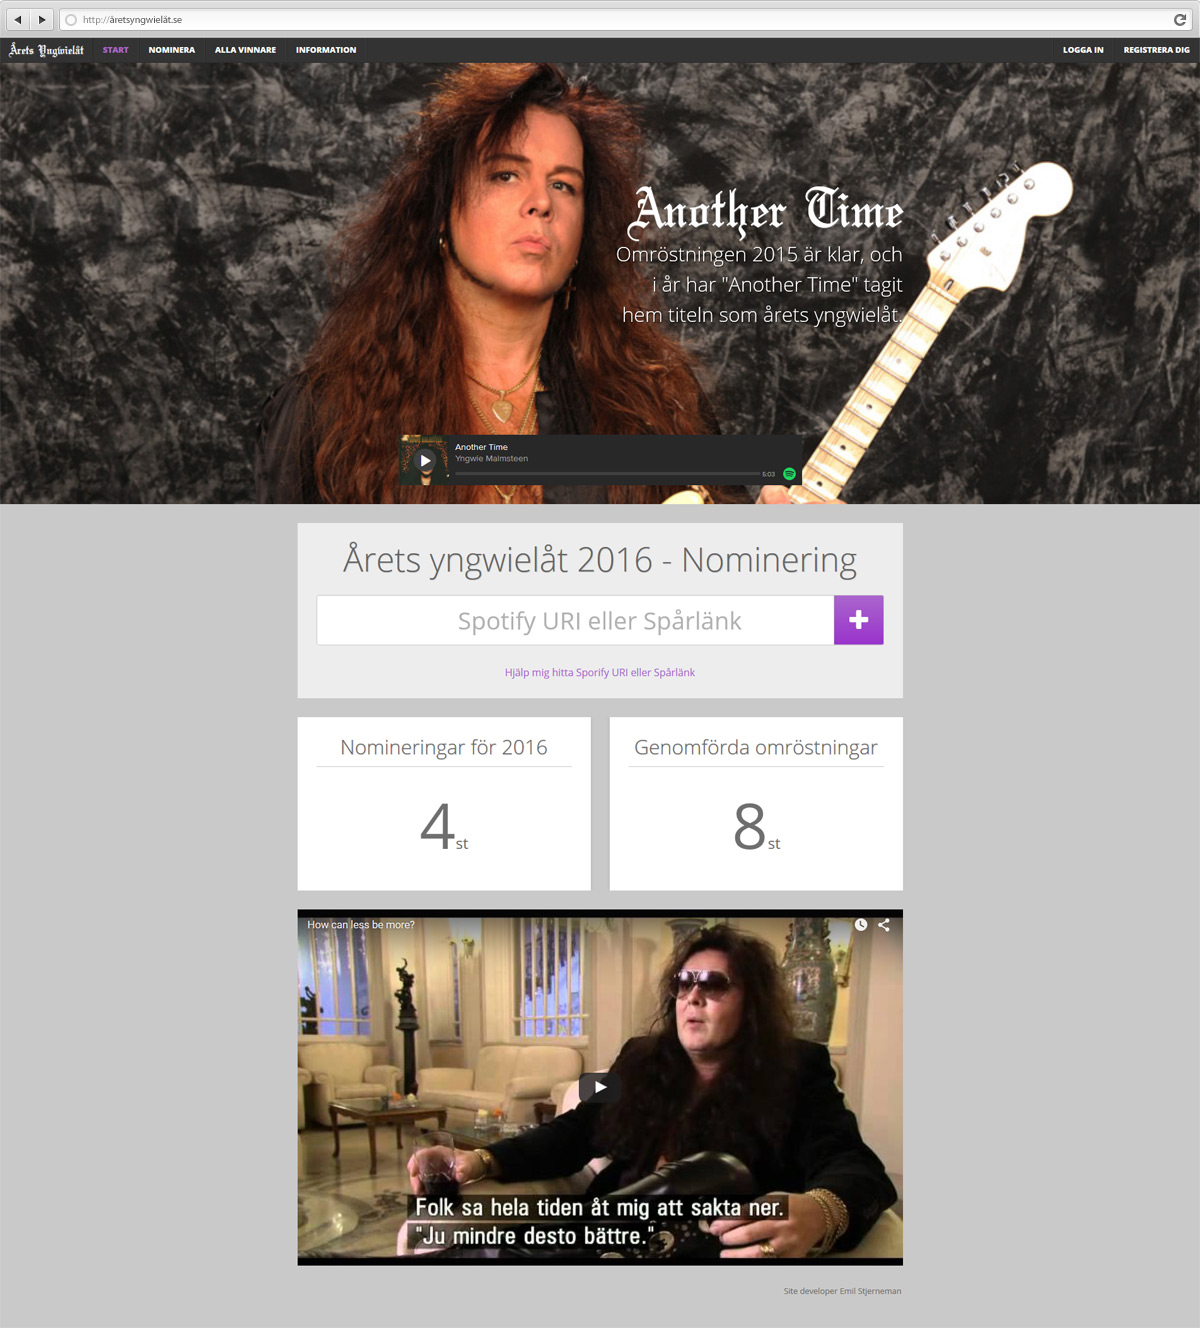 http://åretsyngwielåt.se
Årets Yngwielåt START NOMINERA ALLA VINNARE INFORMATION LOGGA IN REGISTRERA DIG
Another Time
Omröstningen 2015 är klar, och
i år har "Another Time" tagit
hem titeln som årets yngwielåt.
Another Time
Yngwie Malmsteen
5:03
Årets yngwielåt 2016 - Nominering
Spotify URI eller Spårlänk
Hjälp mig hitta Sporify URI eller Spårlänk
Nomineringar för 2016
4 st
Genomförda omröstningar
8 st
How can less be more?
Folk sa hela tiden åt mig att sakta ner.
"Ju mindre desto bättre."
Site developer Emil Stjerneman